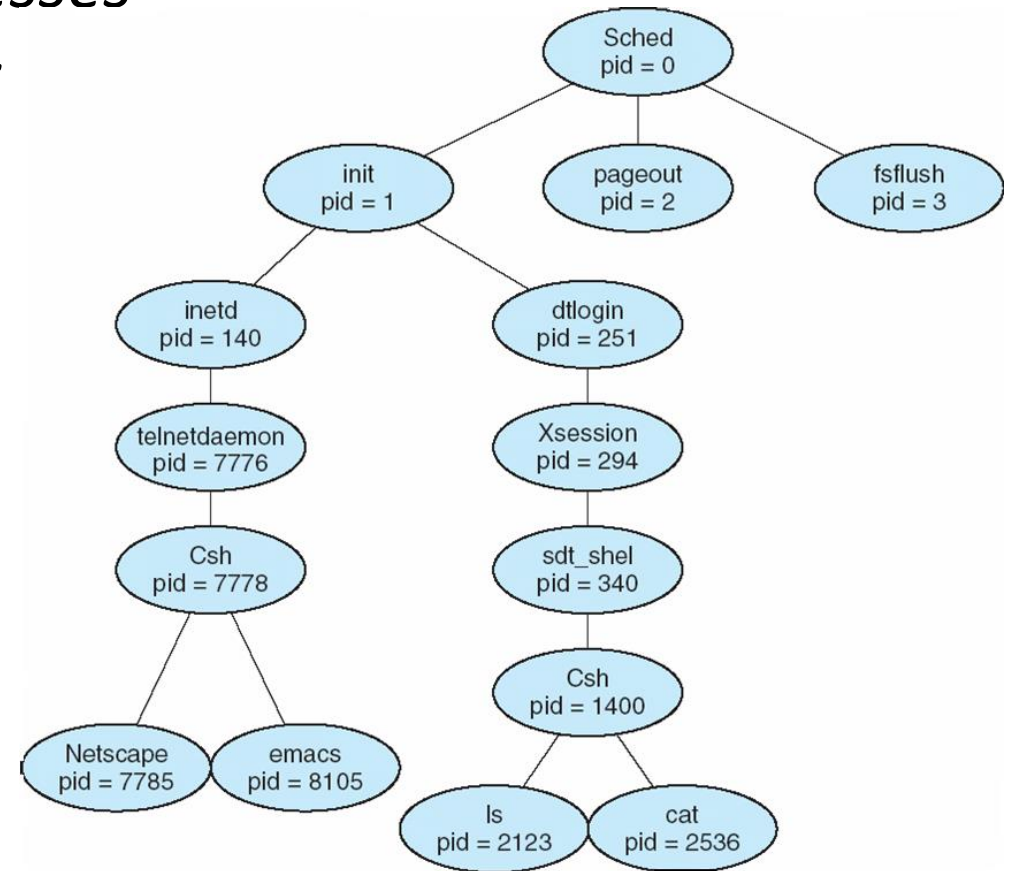 Sched
pid = 0
init
pid = 1
pageout
pid = 2
fsflush
pid = 3
inetd
pid = 140
dtlogin
pid = 251
telnetdaemon
pid = 7776
Xsession
pid = 294
Csh
pid = 7778
sdt_shel
pid = 340
Csh
pid = 1400
Netscape
pid = 7785
emacs
pid = 8105
ls
pid = 2123
cat
pid = 2536